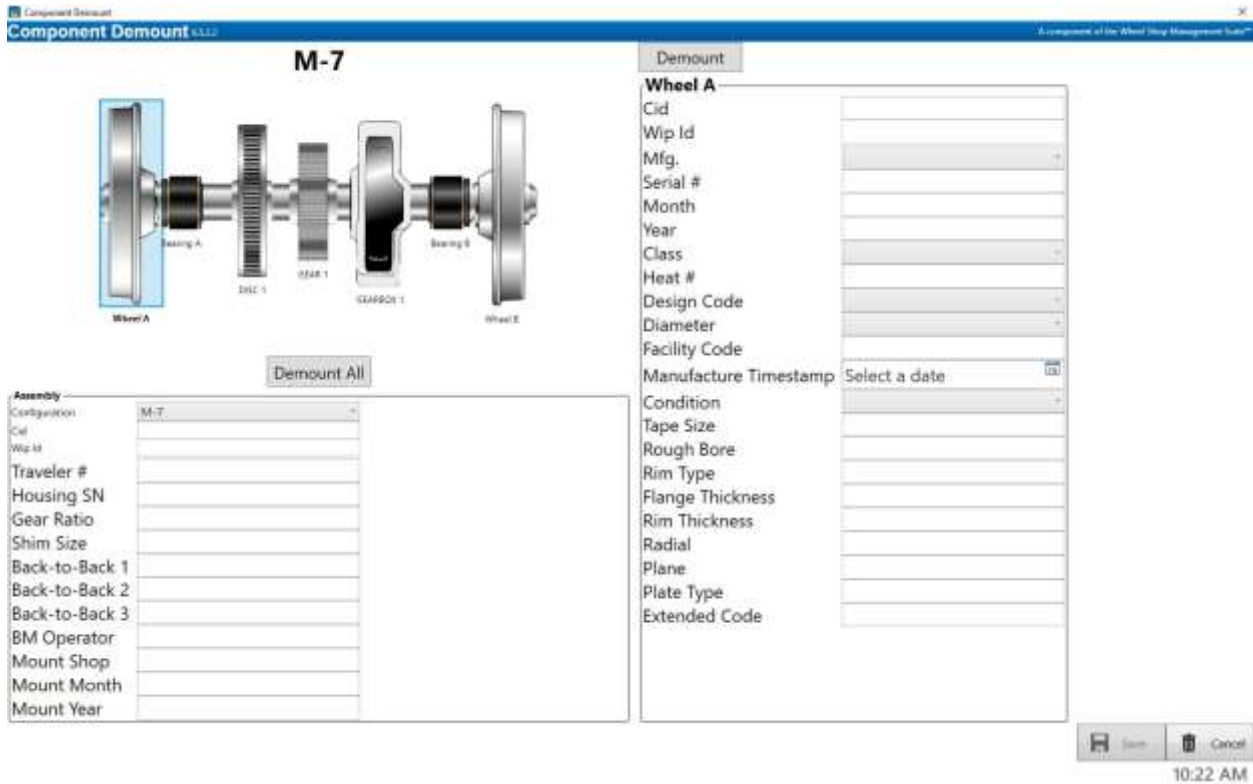 Component Demount
Component Demount
A component of the Wheel Shop Management Suite™
M-7
Bearing A
DISC 1
GEAR 1
GEARBOX 1
Bearing B
Wheel A
Wheel B
Demount All
Assembly
Configuration M-7
Cid
Wip Id
Traveler #
Housing SN
Gear Ratio
Shim Size
Back-to-Back 1
Back-to-Back 2
Back-to-Back 3
BM Operator
Mount Shop
Mount Month
Mount Year
Demount
Wheel A
Cid
Wip Id
Mfg.
Serial #
Month
Year
Class
Heat #
Design Code
Diameter
Facility Code
Manufacture Timestamp Select a date
Condition
Tape Size
Rough Bore
Rim Type
Flange Thickness
Rim Thickness
Radial
Plane
Plate Type
Extended Code
Save
Cancel
10:22 AM